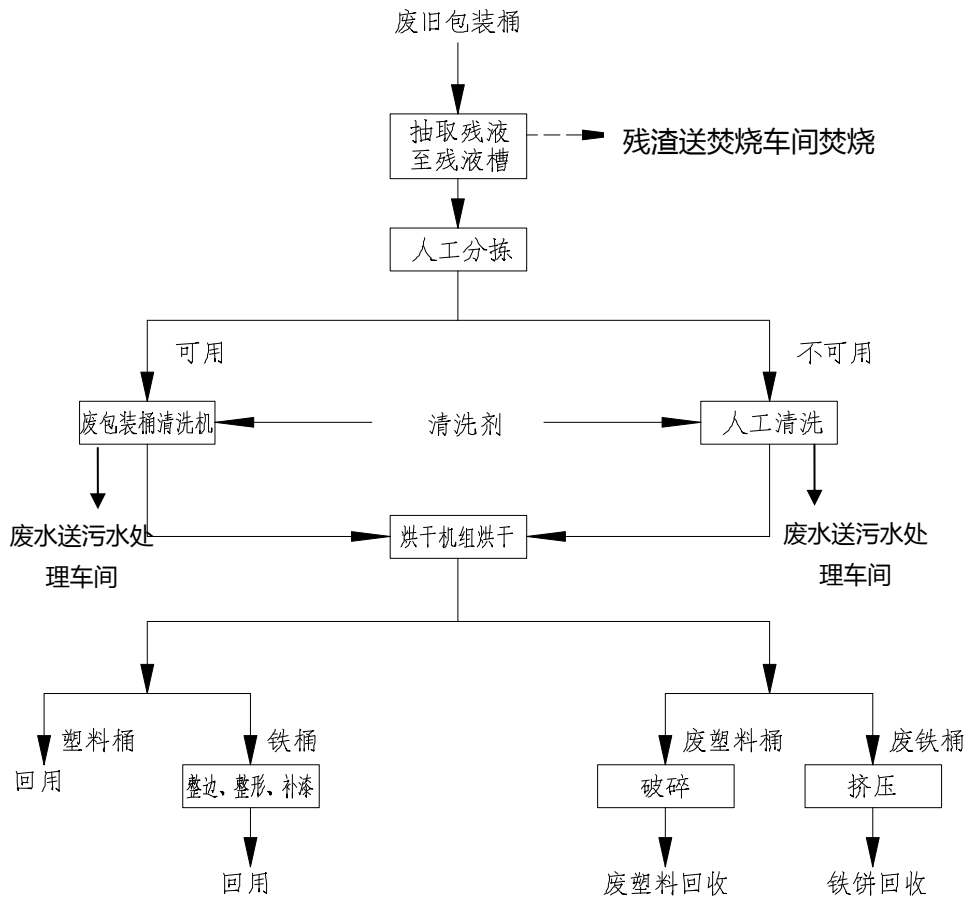 废旧包装桶
抽取残液
至残液槽
残渣送焚烧车间焚烧
人工分拣
可用
不可用
废包装桶清洗机
清洗剂
人工清洗
废水送污水处
理车间
烘干机组烘干
废水送污水处
理车间
塑料桶
铁桶
废塑料桶
废铁桶
回用
整边、整形、补漆
破碎
挤压
回用
废塑料回收
铁饼回收